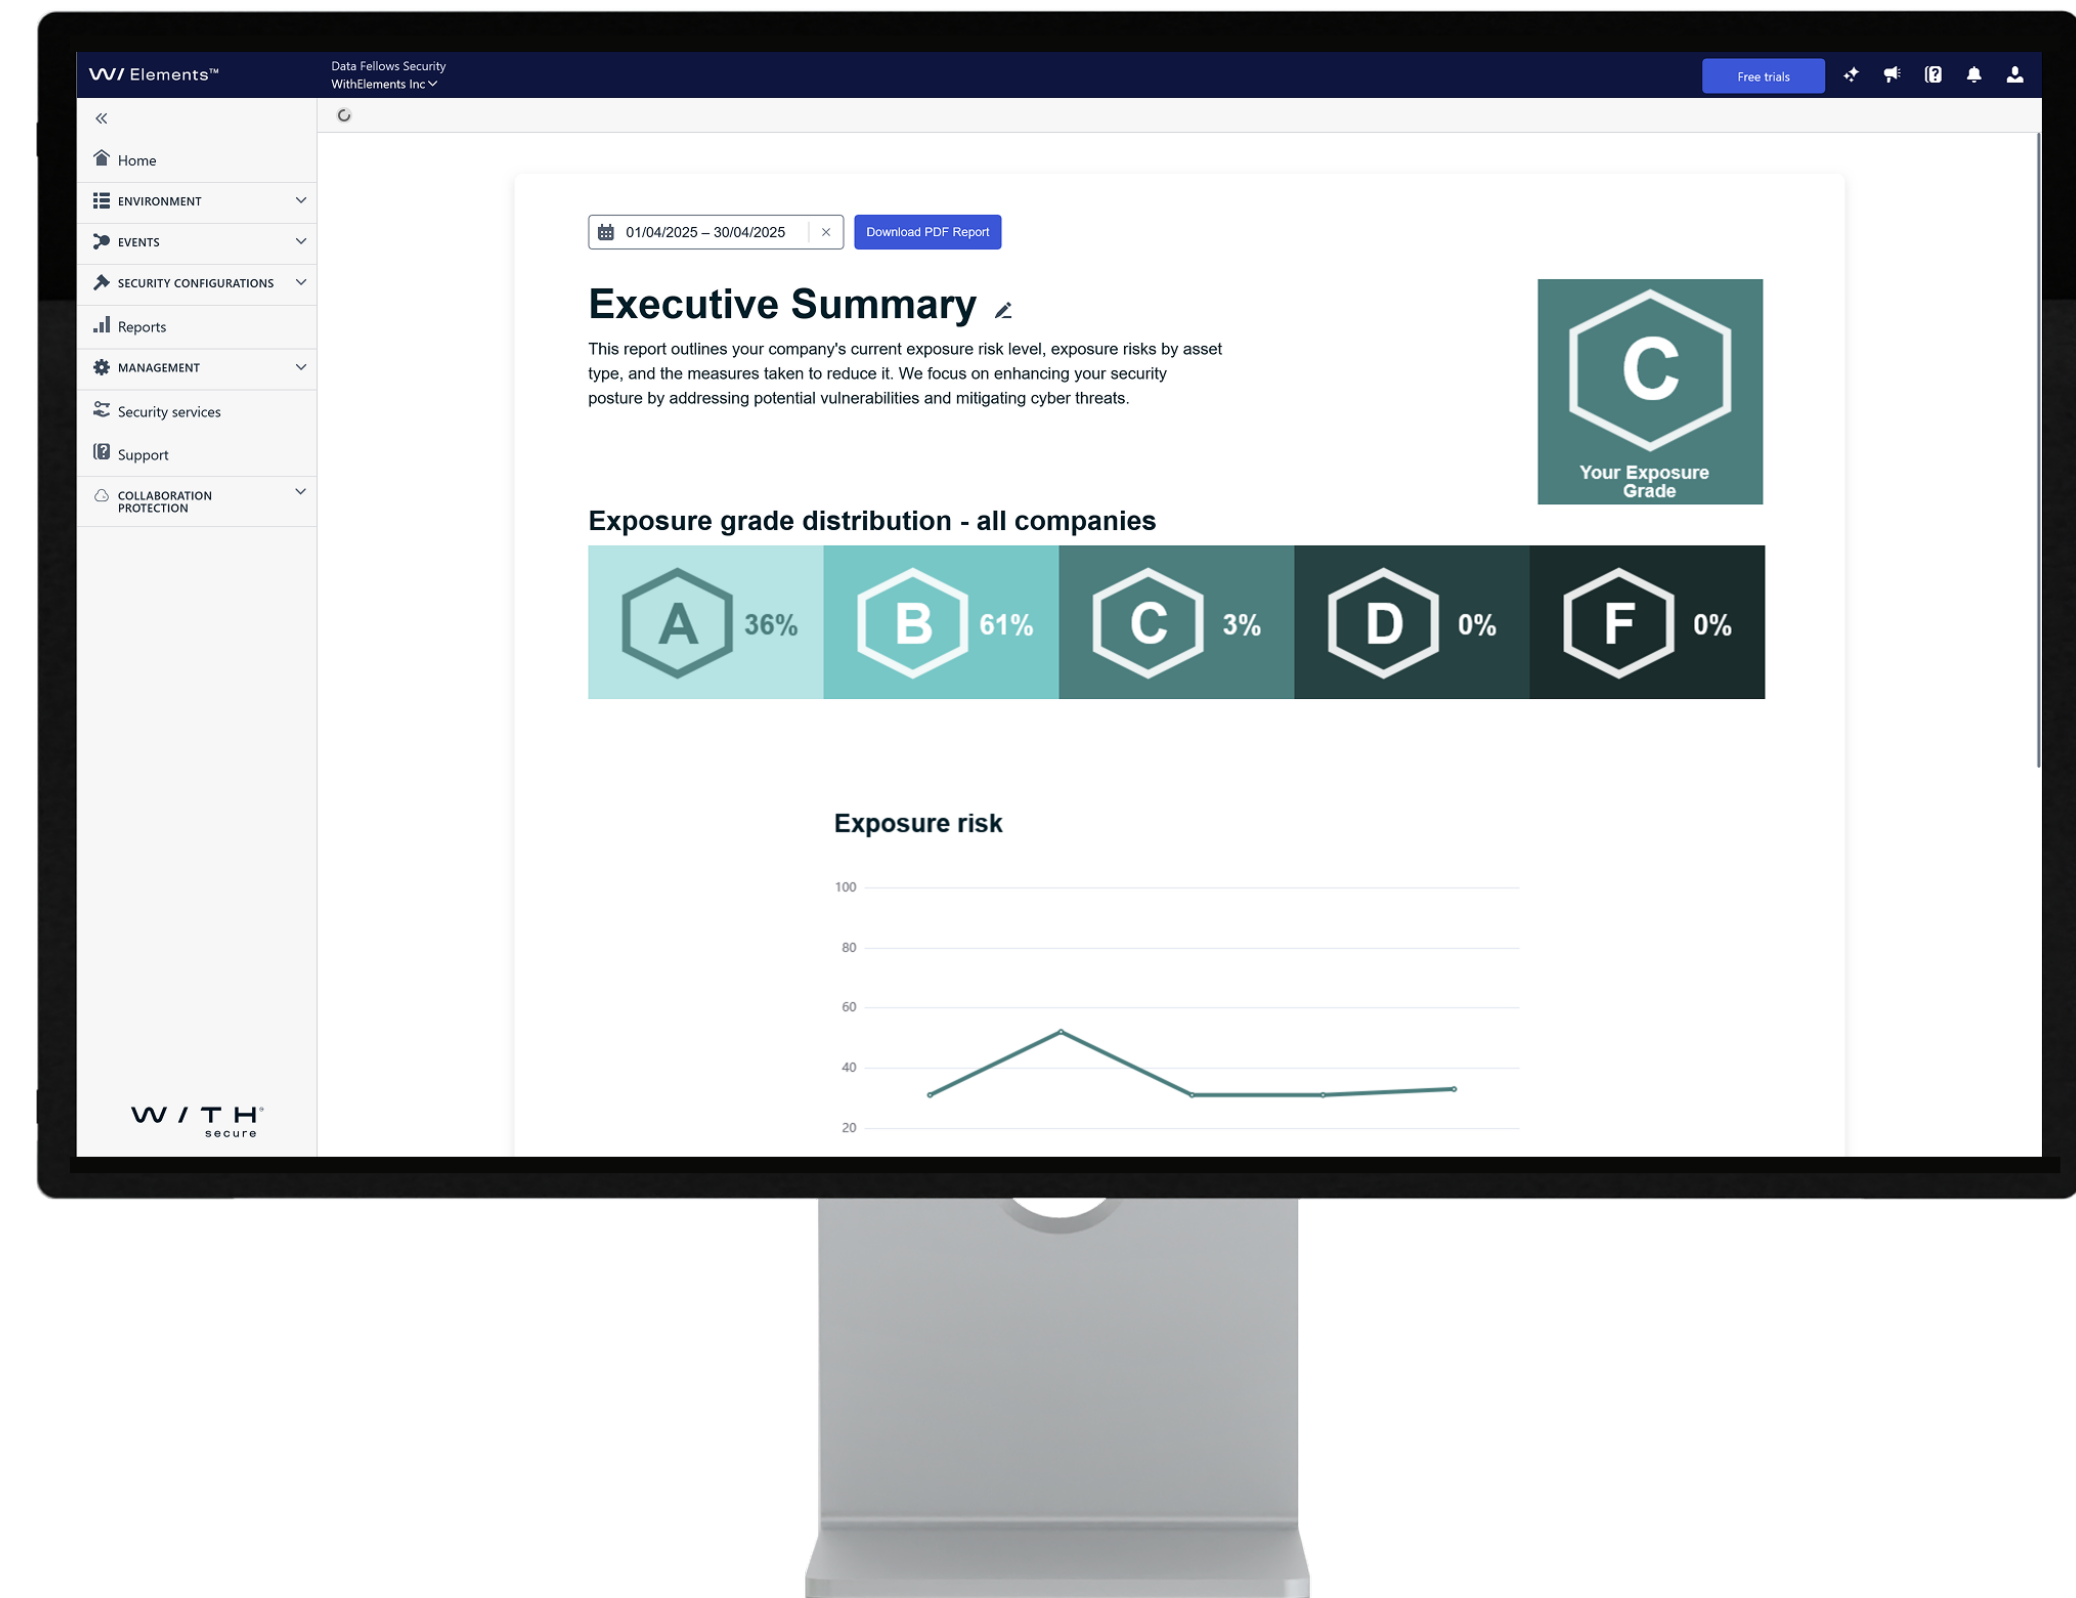 W/ Elements™
Data Fellows Security
WithElements Inc
Free trials
Home
ENVIRONMENT
EVENTS
SECURITY CONFIGURATIONS
Reports
MANAGEMENT
Security services
Support
COLLABORATION
PROTECTION
W / T H®
secure
01/04/2025 – 30/04/2025
Download PDF Report
Executive Summary
This report outlines your company's current exposure risk level, exposure risks by asset
type, and the measures taken to reduce it. We focus on enhancing your security
posture by addressing potential vulnerabilities and mitigating cyber threats.
C
Your Exposure
Grade
Exposure grade distribution - all companies
A 36% B 61% C 3% D 0% F 0%
Exposure risk
100
80
60
40
20